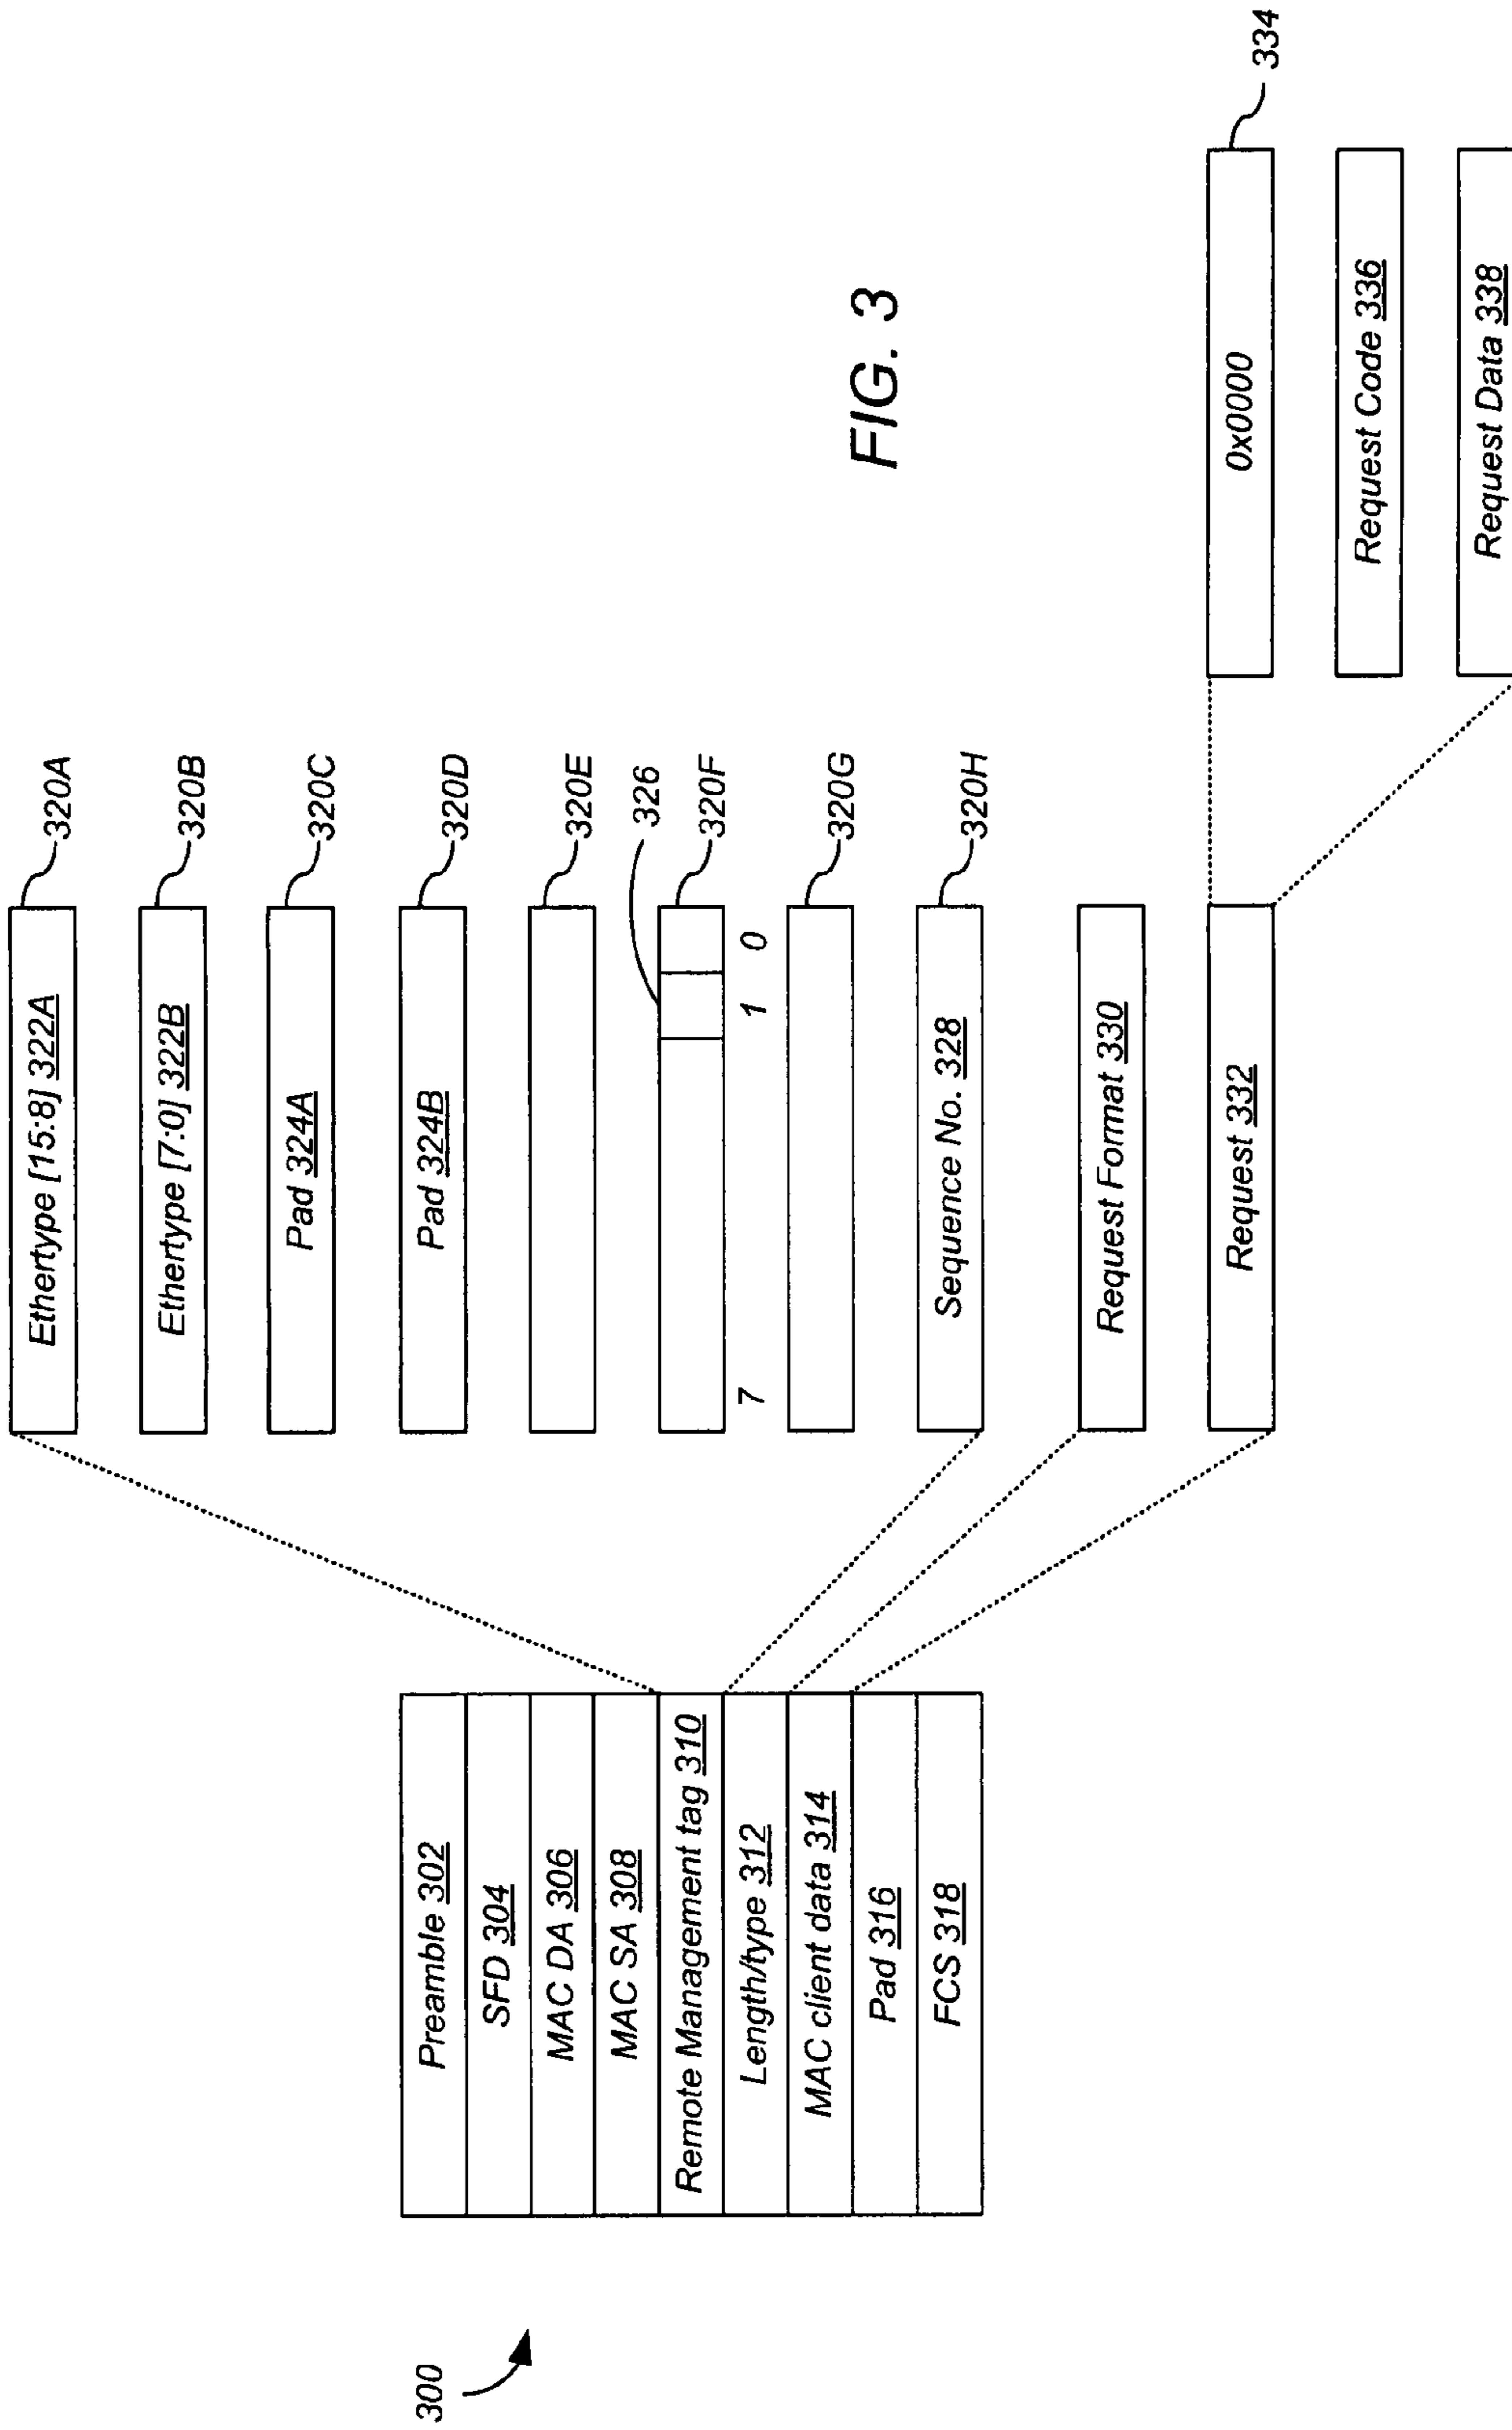 300
Preamble 302
SFD 304
MAC DA 306
MAC SA 308
Remote Management tag 310
Length/type 312
MAC client data 314
Pad 316
FCS 318
Ethertype [15:8] 322A
320A
Ethertype [7:0] 322B
320B
Pad 324A
320C
Pad 324B
320D
320E
326
320F
7 1 0
320G
Sequence No. 328
320H
Request Format 330
Request 332
0x0000
334
Request Code 336
Request Data 338
FIG. 3